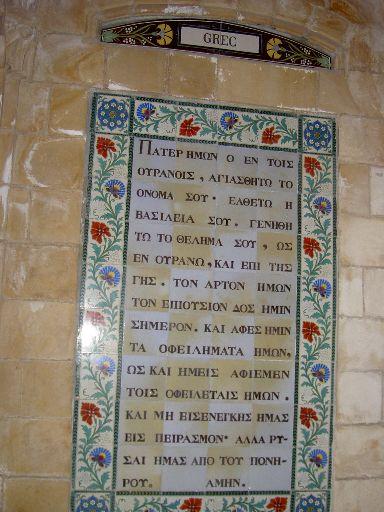 GREC
ΠΑΤΕΡ ΗΜΩΝ Ο ΕΝ ΤΟΙΣ
ΟΥΡΑΝΟΙΣ, ΑΓΙΑΣΘΗΤΩ ΤΟ
ΟΝΟΜΑ ΣΟΥ· ΕΛΘΕΤΩ Η
ΒΑΣΙΛΕΙΑ ΣΟΥ. ΓΕΝΗΘΗ
ΤΩ ΤΟ ΘΕΛΗΜΑ ΣΟΥ, ΩΣ
ΕΝ ΟΥΡΑΝΩ, ΚΑΙ ΕΠΙ ΤΗΣ
ΓΗΣ. ΤΟΝ ΑΡΤΟΝ ΗΜΩΝ
ΤΟΝ ΕΠΙΟΥΣΙΟΝ ΔΟΣ ΗΜΙΝ
ΣΗΜΕΡΟΝ. ΚΑΙ ΑΦΕΣ ΗΜΙΝ
ΤΑ ΟΦΕΙΛΗΜΑΤΑ ΗΜΩΝ,
ΩΣ ΚΑΙ ΗΜΕΙΣ ΑΦΙΕΜΕΝ
ΤΟΙΣ ΟΦΕΙΛΕΤΑΙΣ ΗΜΩΝ.
ΚΑΙ ΜΗ ΕΙΣΕΝΕΓΚΗΣ ΗΜΑΣ
ΕΙΣ ΠΕΙΡΑΣΜΟΝ· ΑΛΛΑ ΡΥ-
ΣΑΙ ΗΜΑΣ ΑΠΟ ΤΟΥ ΠΟΝΗ-
ΡΟΥ. ΑΜΗΝ.